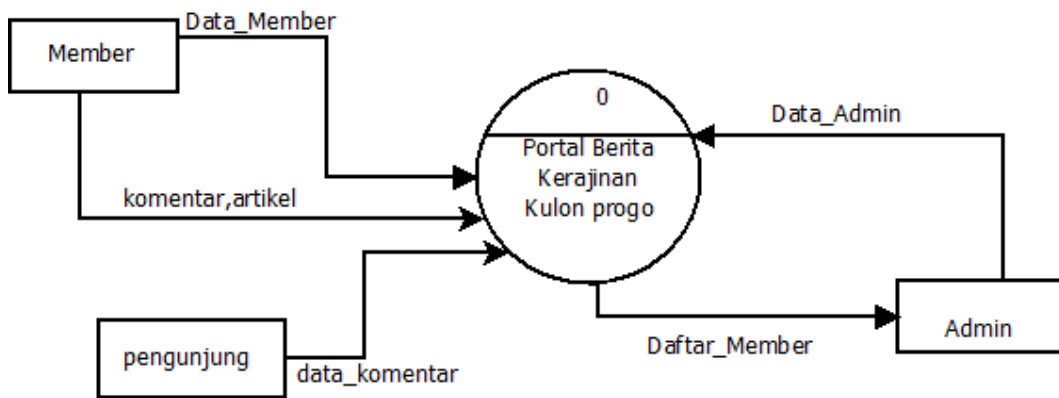 Data_Member
Member
0
Data_Admin
Portal Berita
Kerajinan
Kulon progo
komentar,artikel
Admin
Daftar_Member
pengunjung
data_komentar